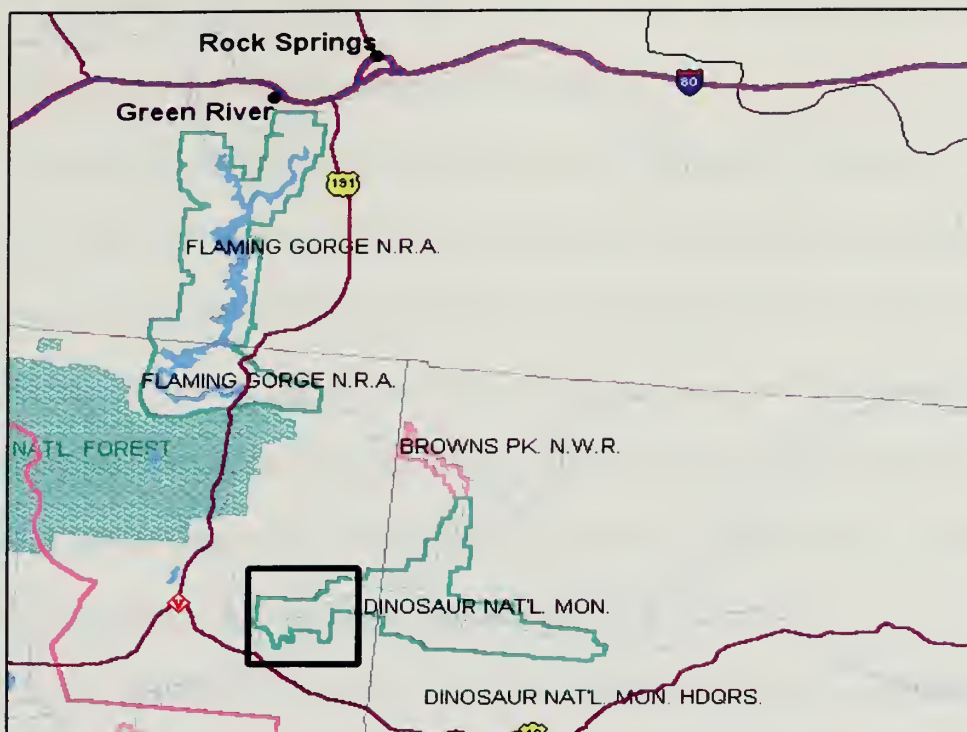 Rock Springs
80
Green River
191
FLAMING GORGE N.R.A.
FLAMING GORGE N.R.A.
NAT'L. FOREST
BROWNS PK. N.W.R.
DINOSAUR NAT'L. MON.
DINOSAUR NAT'L. MON. HDQRS.